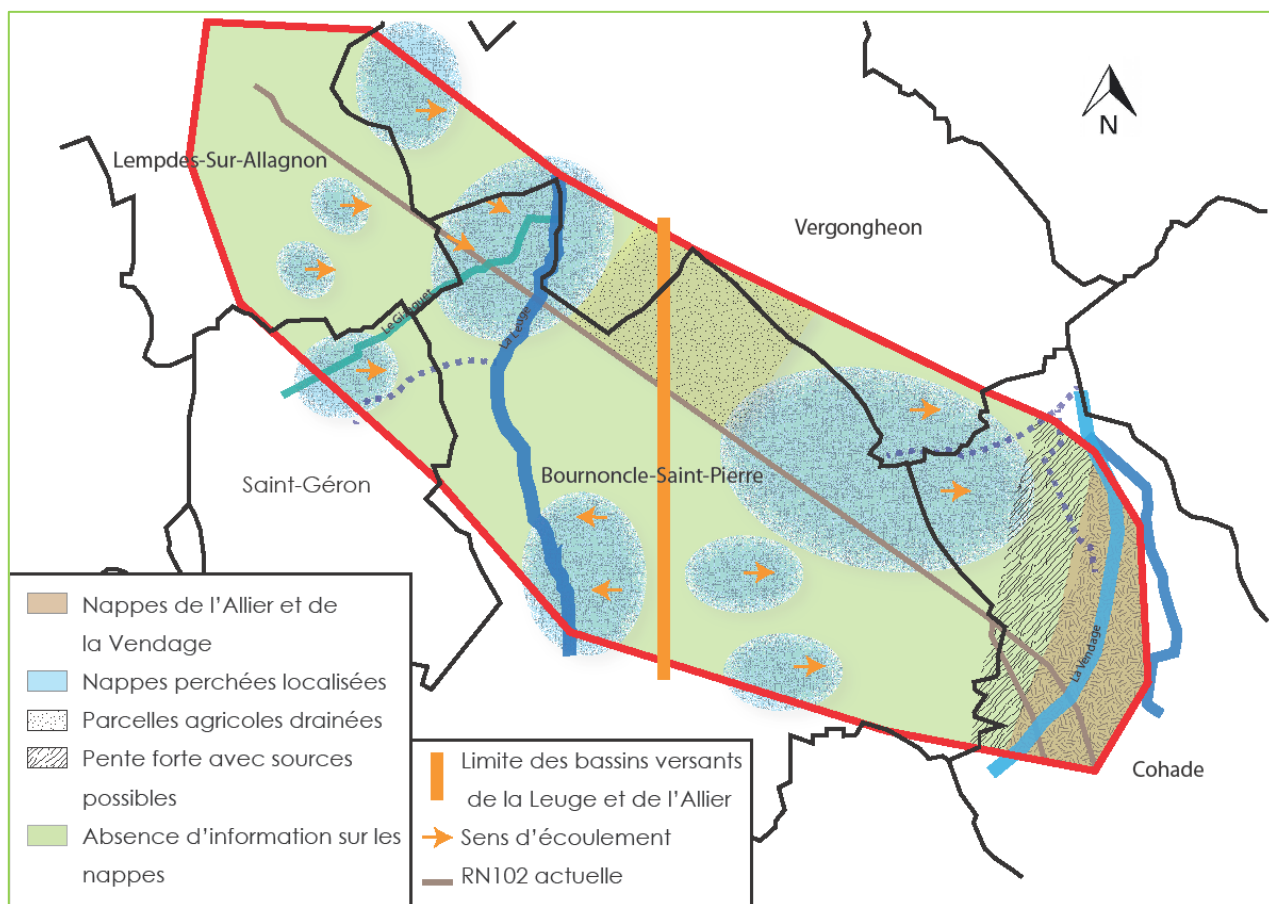 N
Lempdes-Sur-Allagnon
Vergongheon
Le Gignouet
La Leuge
Bournoncle-Saint-Pierre
Saint-Géron
La Vendage
Cohade
Nappes de l'Allier et de
la Vendage
Nappes perchées localisées
Parcelles agricoles drainées
Pente forte avec sources
possibles
Absence d'information sur les
nappes
Limite des bassins versants
de la Leuge et de l'Allier
Sens d'écoulement
RN102 actuelle